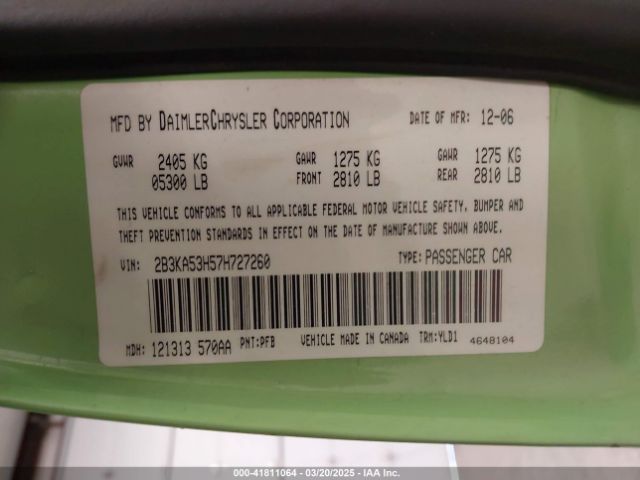 MFD BY DAIMLERCHRYSLER CORPORATION DATE OF MFR: 12-06
GVWR 2405 KG GAWR 1275 KG GAWR 1275 KG
05300 LB FRONT 2810 LB REAR 2810 LB
THIS VEHICLE CONFORMS TO ALL APPLICABLE FEDERAL MOTOR VEHICLE SAFETY, BUMPER AND
THEFT PREVENTION STANDARDS IN EFFECT ON THE DATE OF MANUFACTURE SHOWN ABOVE.
VIN: 2B3KA53H57H727260 TYPE: PASSENGER CAR
MDH: 121313 570AA PNT:PFB VEHICLE MADE IN CANADA TRM:YLD1 4648104
000-41811064 | 03/20/2025 | IAA Inc.